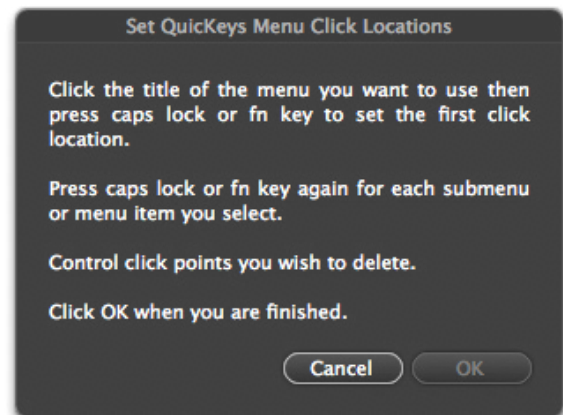 Set QuicKeys Menu Click Locations
Click the title of the menu you want to use then
press caps lock or fn key to set the first click
location.
Press caps lock or fn key again for each submenu
or menu item you select.
Control click points you wish to delete.
Click OK when you are finished.
Cancel OK